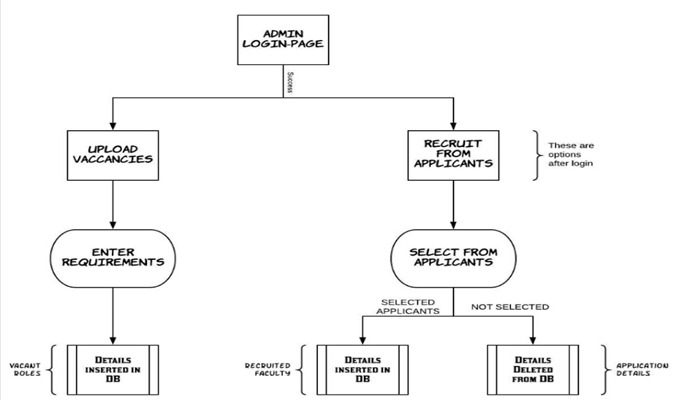 ADMIN
LOGIN-PAGE
Success
UPLOAD
VACCANCIES
RECRUIT
FROM
APPLICANTS
These are
options
after login
ENTER
REQUIREMENTS
SELECT FROM
APPLICANTS
SELECTED
APPLICANTS
NOT SELECTED
VACANT
ROLES
Details
inserted in
DB
RECRUITED
FACULTY
Details
inserted in
DB
Details
Deleted
from DB
APPLICATION
DETAILS